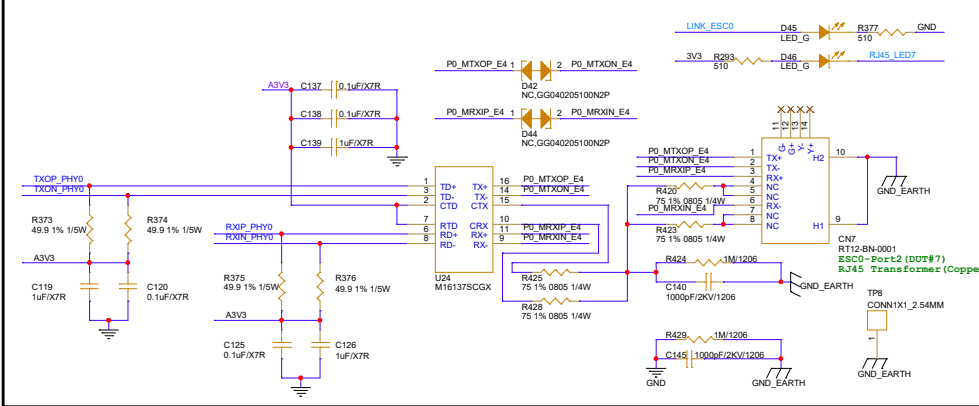 LINK_ESC0
D45
LED_G
R377
510
GND
3V3
R293
510
D46
LED_G
RJ45_LED7
A3V3
C137
0.1uF/X7R
C138
0.1uF/X7R
C139
1uF/X7R
P0_MTXOP_E4
1
2
P0_MTXON_E4
D42
NC,GG040205100N2P
P0_MRXIP_E4
1
2
P0_MRXIN_E4
D44
NC,GG040205100N2P
TXOP_PHY0
TXON_PHY0
R373
49.9 1% 1/5W
R374
49.9 1% 1/5W
A3V3
C119
1uF/X7R
C120
0.1uF/X7R
RXIP_PHY0
RXIN_PHY0
R375
49.9 1% 1/5W
R376
49.9 1% 1/5W
A3V3
C125
0.1uF/X7R
C126
1uF/X7R
1
TD+
TX+
16
P0_MTXOP_E4
3
TD-
TX-
14
P0_MTXON_E4
2
CTD
CTX
15
7
RTD
CRX
10
6
RD+
RX+
11
P0_MRXIP_E4
8
RD-
RX-
9
P0_MRXIN_E4
U24
M16137SCGX
R425
75 1% 0805 1/4W
R428
75 1% 0805 1/4W
11
12
13
14
G-
G+
Y-
Y+
P0_MTXOP_E4
1
TX+
H2
10
P0_MTXON_E4
2
TX-
P0_MRXIP_E4
3
RX+
R420
4
NC
75 1% 0805 1/4W
5
NC
P0_MRXIN_E4
6
RX-
7
NC
R423
8
NC
H1
9
75 1% 0805 1/4W
GND_EARTH
CN7
RT12-BN-0001
ESC0-Port2(DUT#7)
RJ45 Transformer(Coppe
R424
1M/1206
C140
1000pF/2KV/1206
GND_EARTH
TP8
CONN1X1_2.54MM
1
GND_EARTH
R429
1M/1206
C145
1000pF/2KV/1206
GND
GND_EARTH